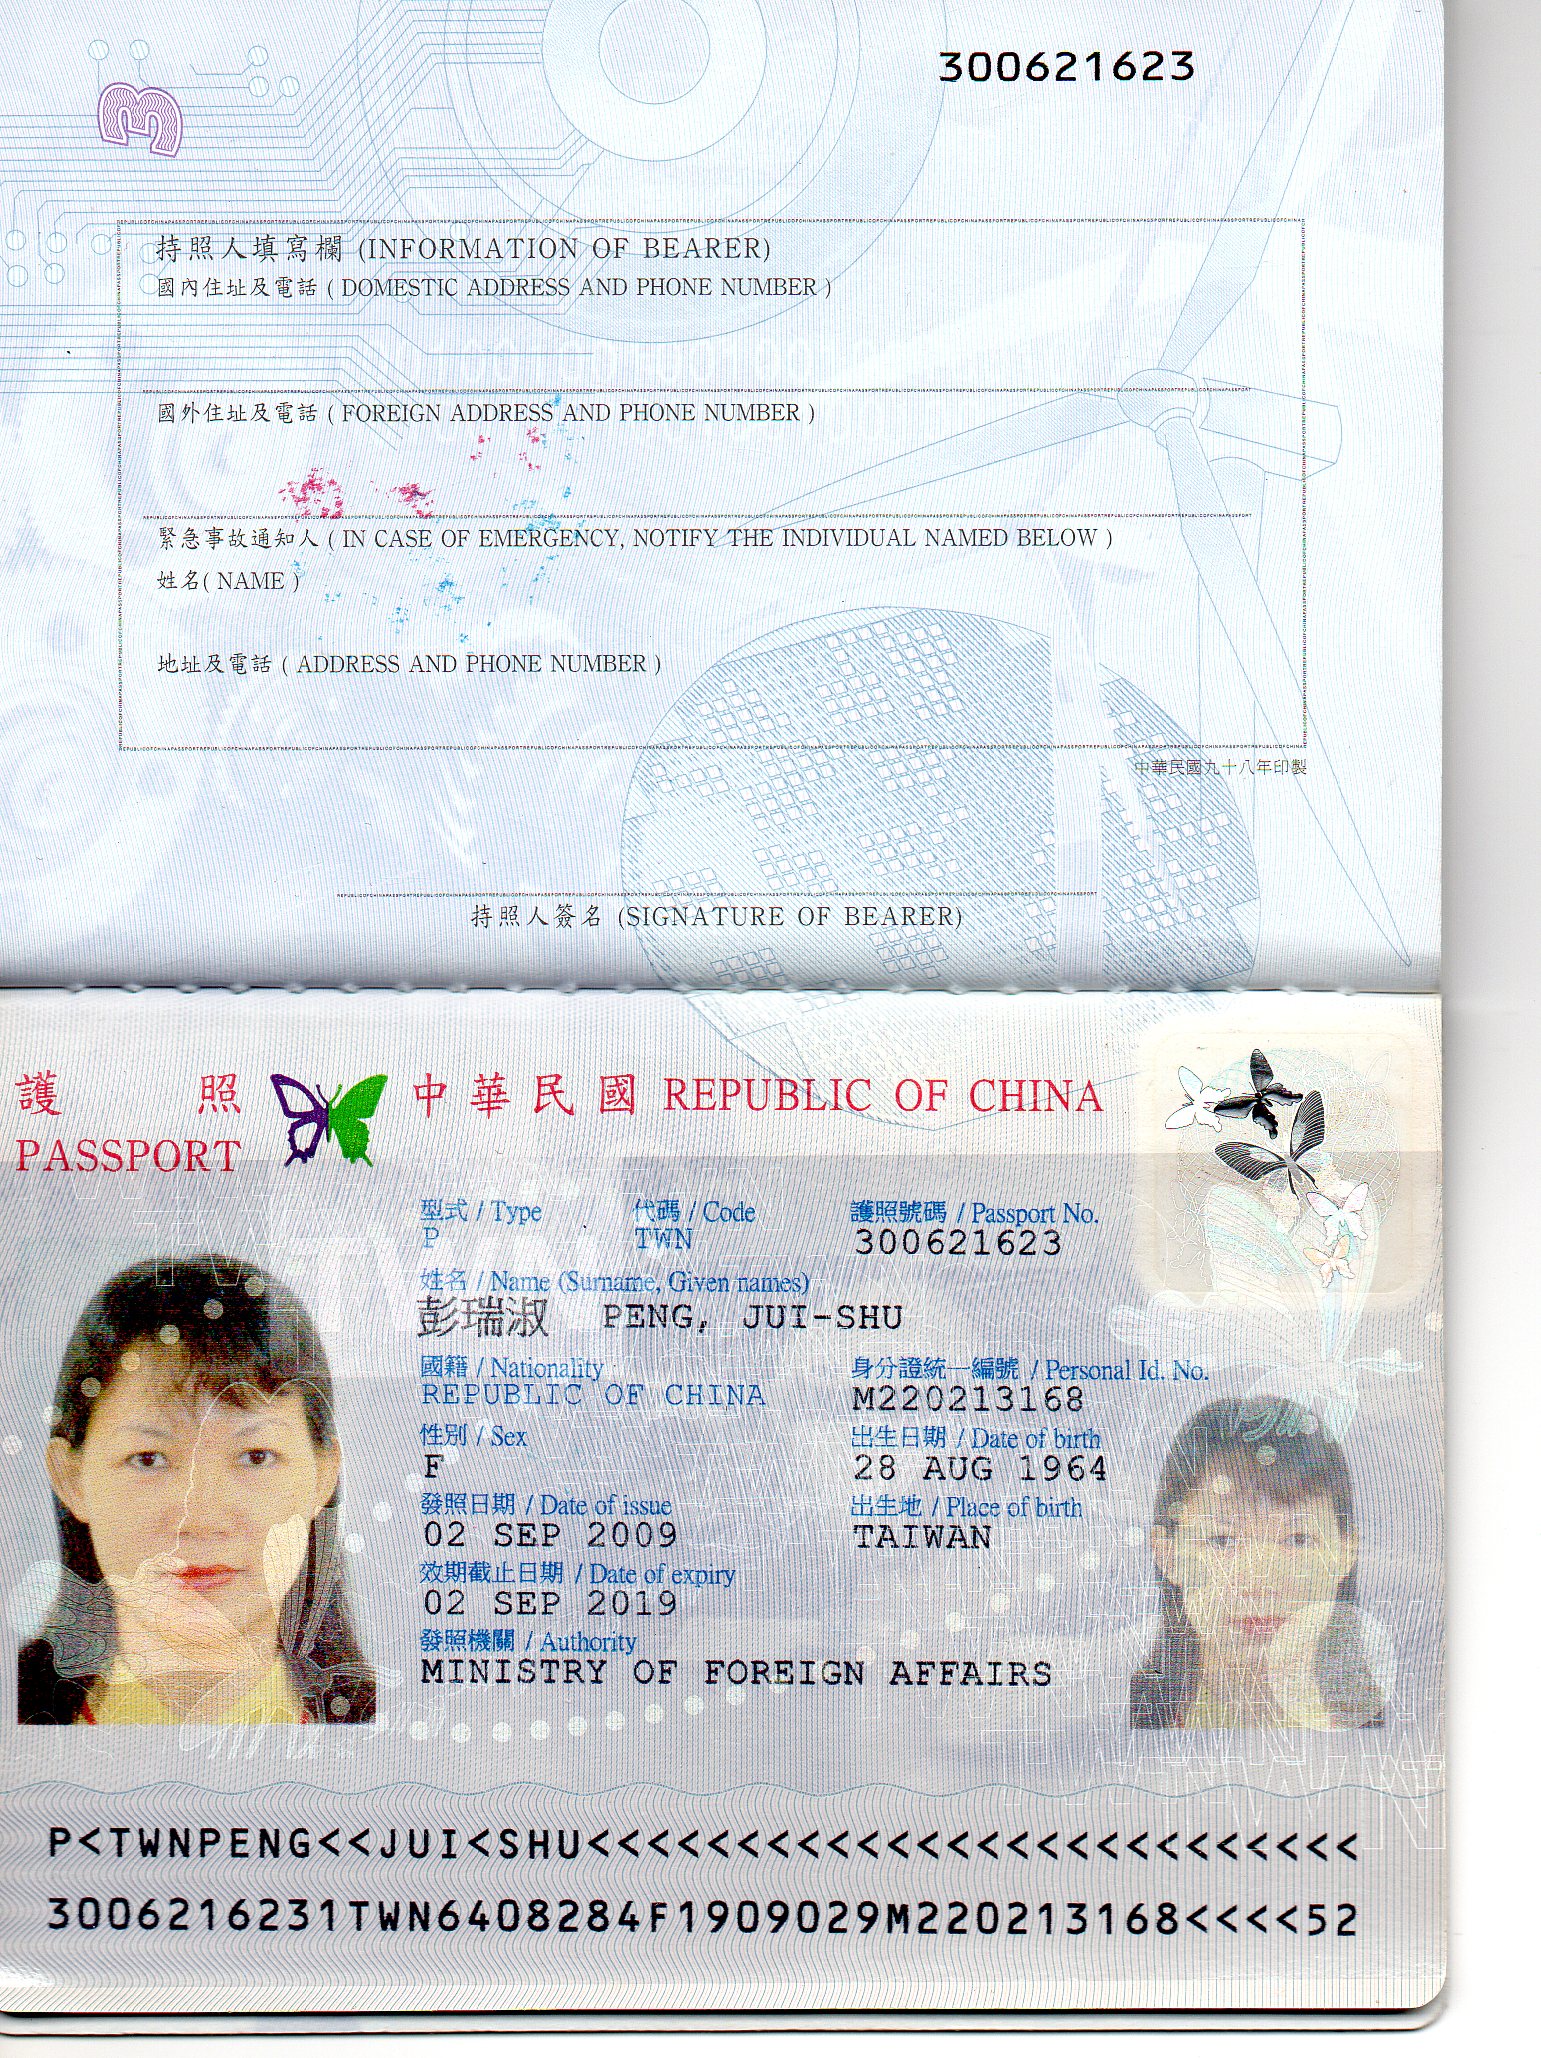 300621623
3
持照人填寫欄 (INFORMATION OF BEARER)
國內住址及電話 ( DOMESTIC ADDRESS AND PHONE NUMBER )
國外住址及電話 ( FOREIGN ADDRESS AND PHONE NUMBER )
緊急事故通知人 ( IN CASE OF EMERGENCY, NOTIFY THE INDIVIDUAL NAMED BELOW )
姓名( NAME )
地址及電話 ( ADDRESS AND PHONE NUMBER )
中華民國九十八年印製
持照人簽名 (SIGNATURE OF BEARER)
護照 中華民國 REPUBLIC OF CHINA
PASSPORT
型式 / Type 代碼 / Code 護照號碼 / Passport No.
P TWN 300621623
姓名 / Name (Surname, Given names)
彭瑞淑 PENG, JUI-SHU
國籍 / Nationality 身分證統一編號 / Personal Id. No.
REPUBLIC OF CHINA M220213168
性別 / Sex 出生日期 / Date of birth
F 28 AUG 1964
發照日期 / Date of issue 出生地 / Place of birth
02 SEP 2009 TAIWAN
效期截止日期 / Date of expiry
02 SEP 2019
發照機關 / Authority
MINISTRY OF FOREIGN AFFAIRS
P<TWNPENG<<JUI<SHU<<<<<<<<<<<<<<<<<<<<<<<<<<
3006216231TWN6408284F1909029M220213168<<<<52